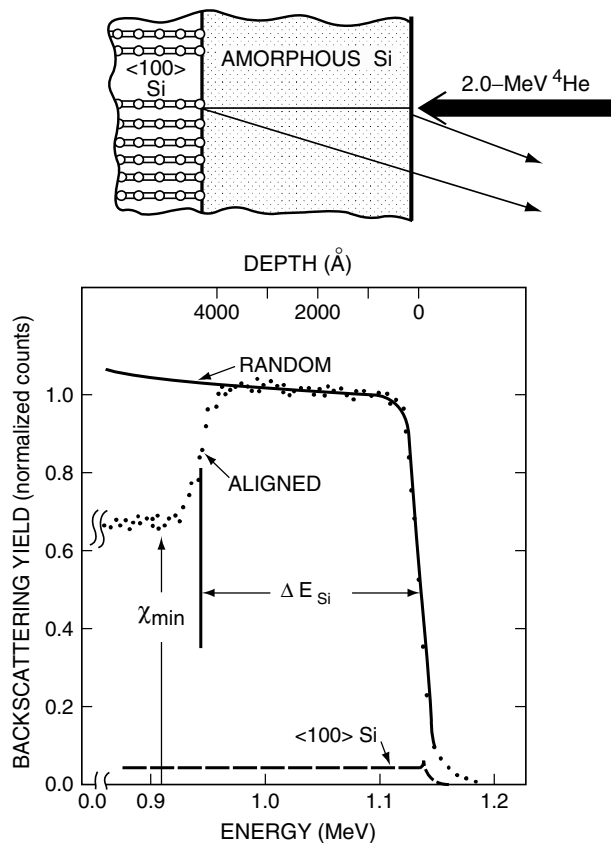 <100>
Si
AMORPHOUS Si
2.0–MeV ⁴He
DEPTH (Å)
4000 2000 0
BACKSCATTERING YIELD (normalized counts)
1.0
0.8
0.6
0.4
0.2
0.0
RANDOM
ALIGNED
χmin
Δ E Si
<100> Si
0.0 0.9 1.0 1.1 1.2
ENERGY (MeV)